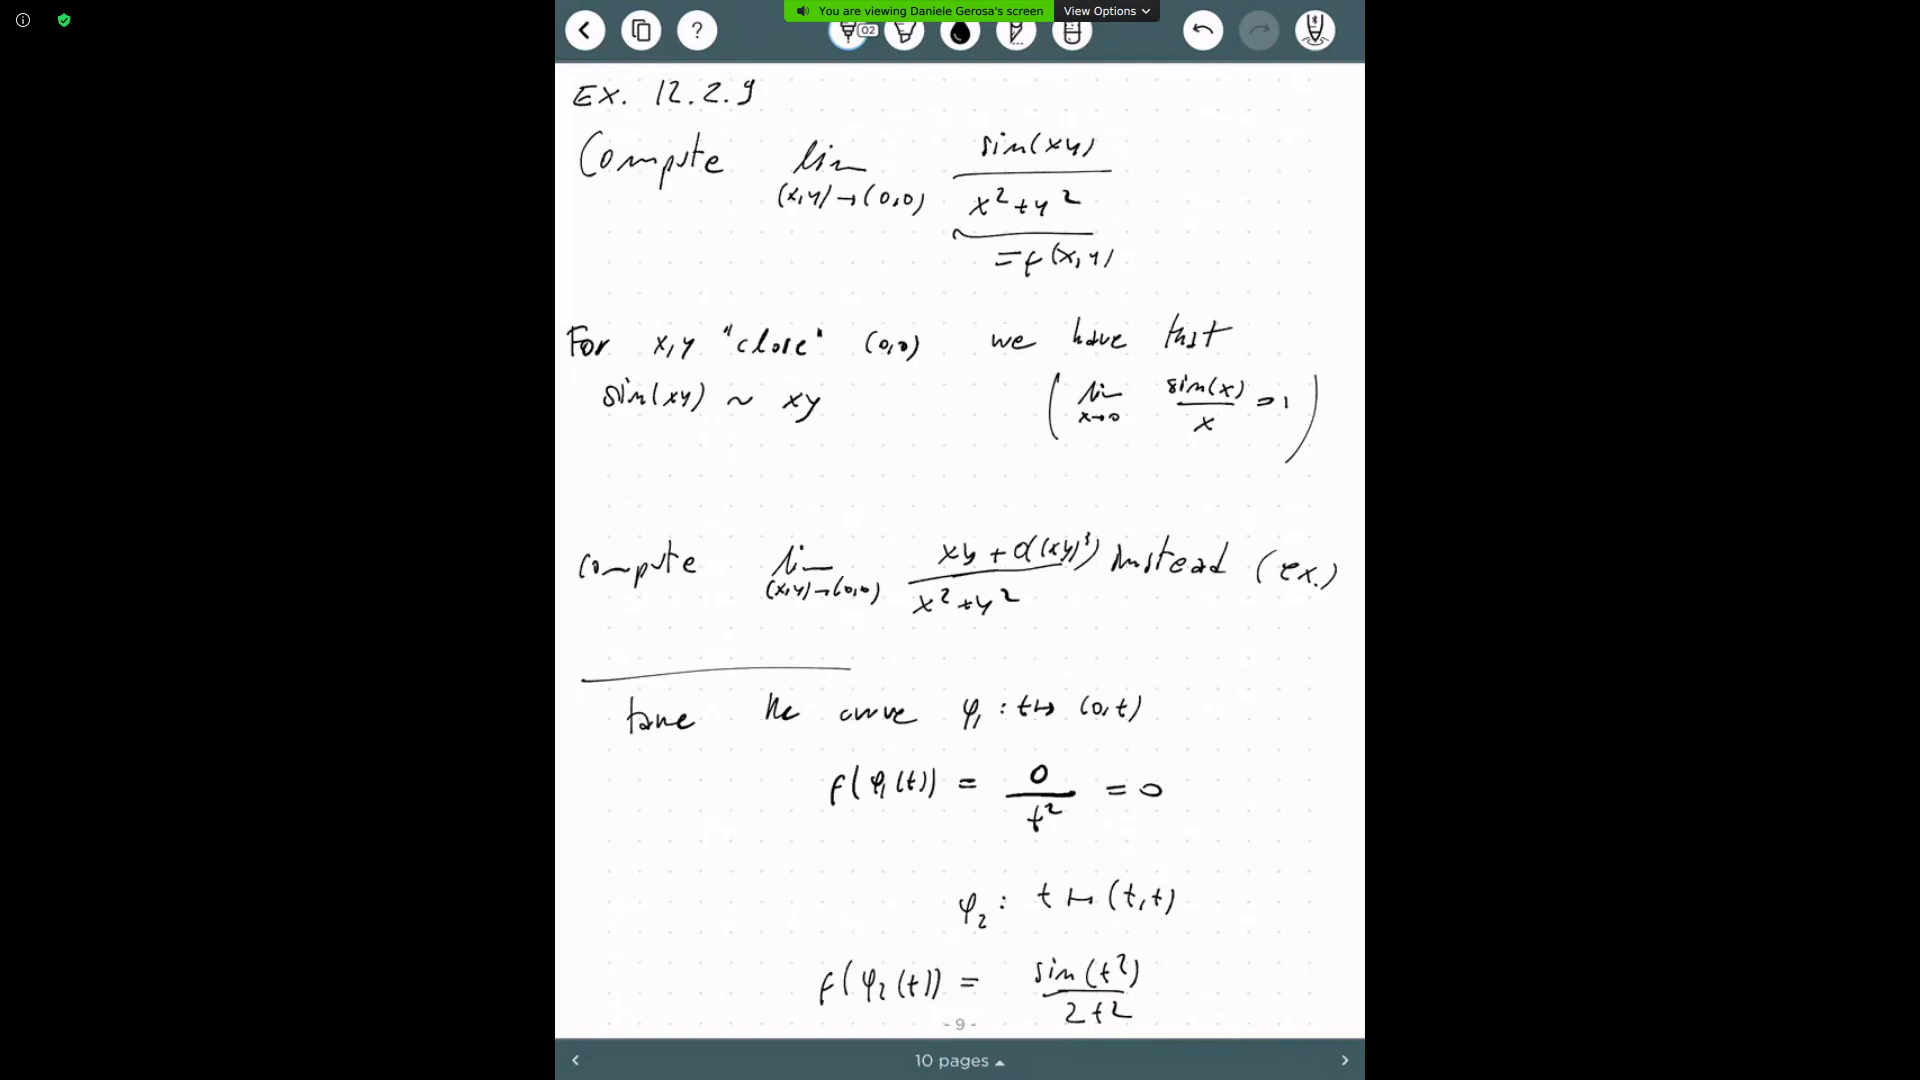 You are viewing Daniele Gerosa's screen
View Options
02
?
EX. 12.2.9
Compute lim (x,y)→(0,0) sin(xy) / x²+y²
= f(x,y)
For x,y "close" (0,0) we have that
sin(xy) ~ xy ( lim x→0 sin(x)/x = 1 )
compute lim (x,y)→(0,0) xy + O((xy)³) / x²+y² instead (ex.)
take the curve φ₁ : t ↦ (0,t)
f(φ₁(t)) = 0/t² = 0
φ₂ : t ↦ (t,t)
f(φ₂(t)) = sin(t²) / 2t²
- 9 -
10 pages